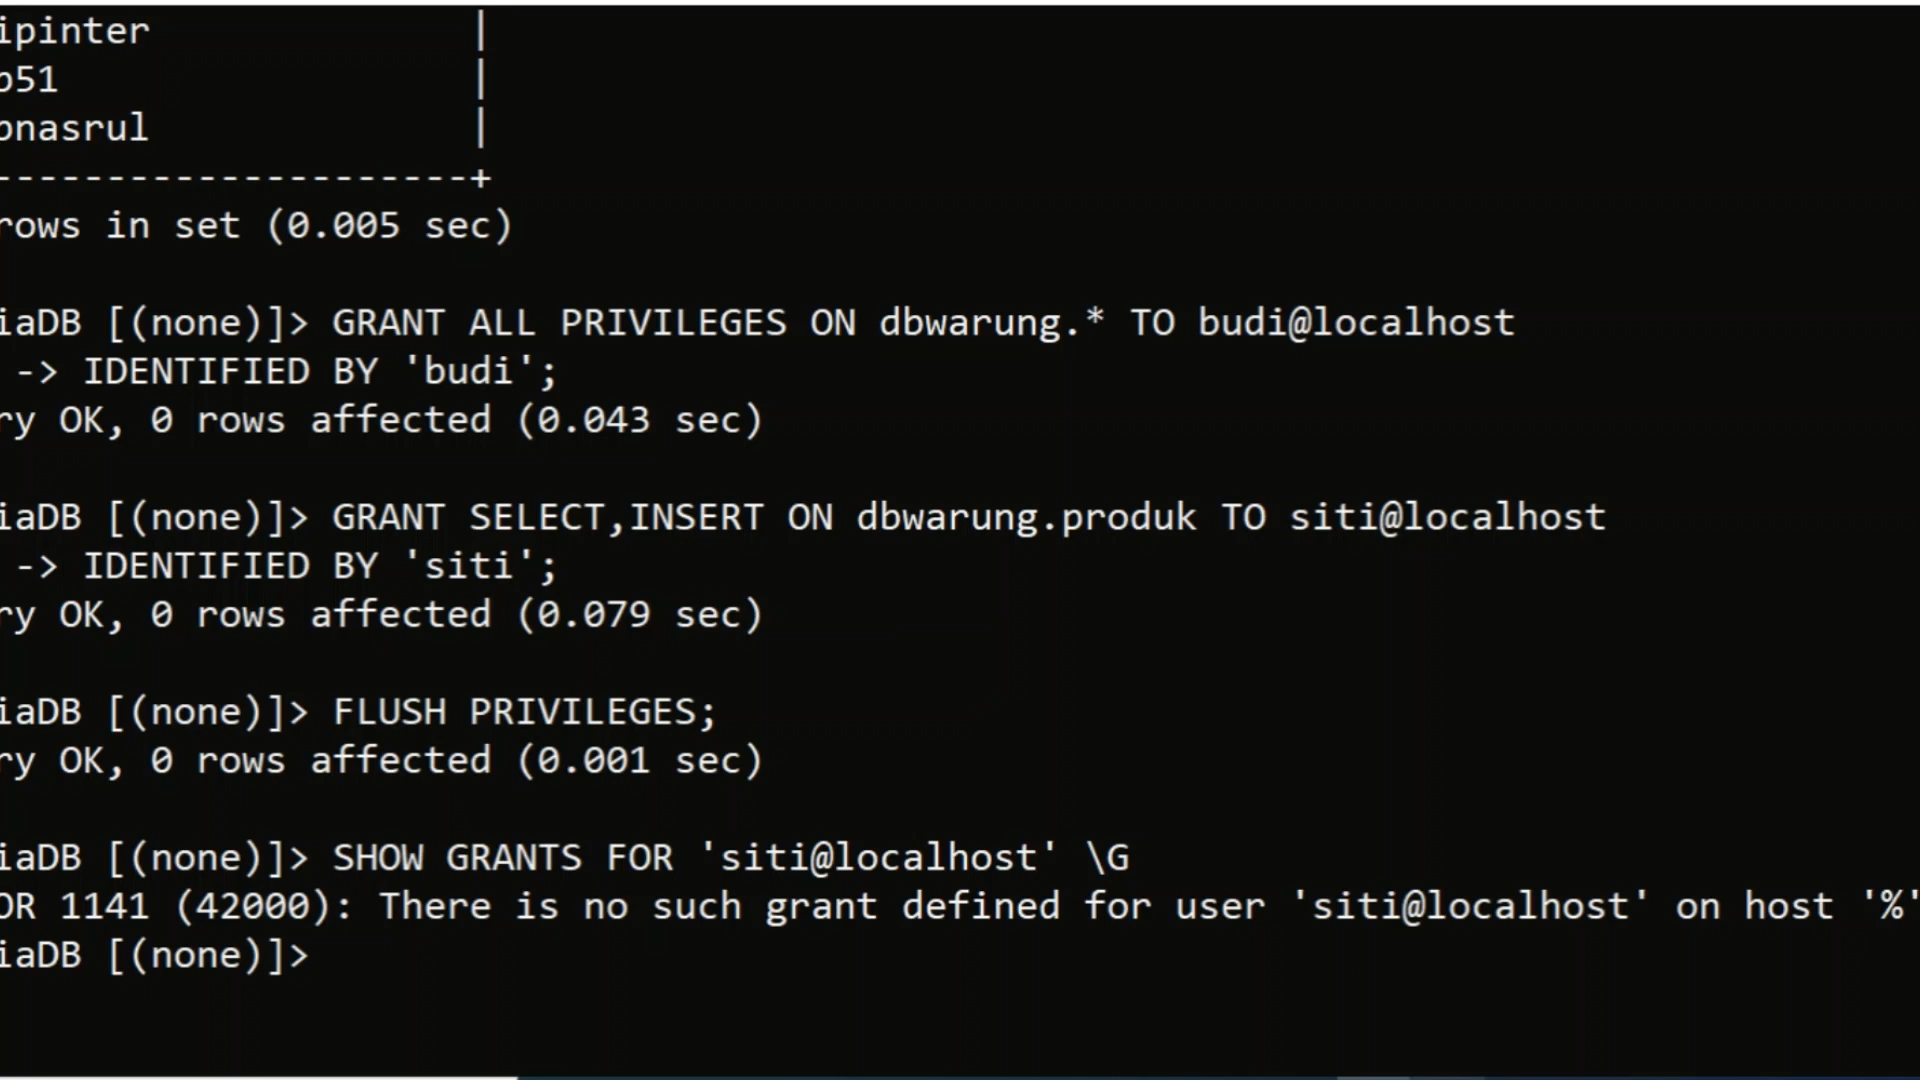 ipinter |
b51 |
bnasrul |
---------------------+
rows in set (0.005 sec)
iaDB [(none)]> GRANT ALL PRIVILEGES ON dbwarung.* TO budi@localhost
-> IDENTIFIED BY 'budi';
ry OK, 0 rows affected (0.043 sec)
iaDB [(none)]> GRANT SELECT,INSERT ON dbwarung.produk TO siti@localhost
-> IDENTIFIED BY 'siti';
ry OK, 0 rows affected (0.079 sec)
iaDB [(none)]> FLUSH PRIVILEGES;
ry OK, 0 rows affected (0.001 sec)
iaDB [(none)]> SHOW GRANTS FOR 'siti@localhost' \G
OR 1141 (42000): There is no such grant defined for user 'siti@localhost' on host '%'
iaDB [(none)]>